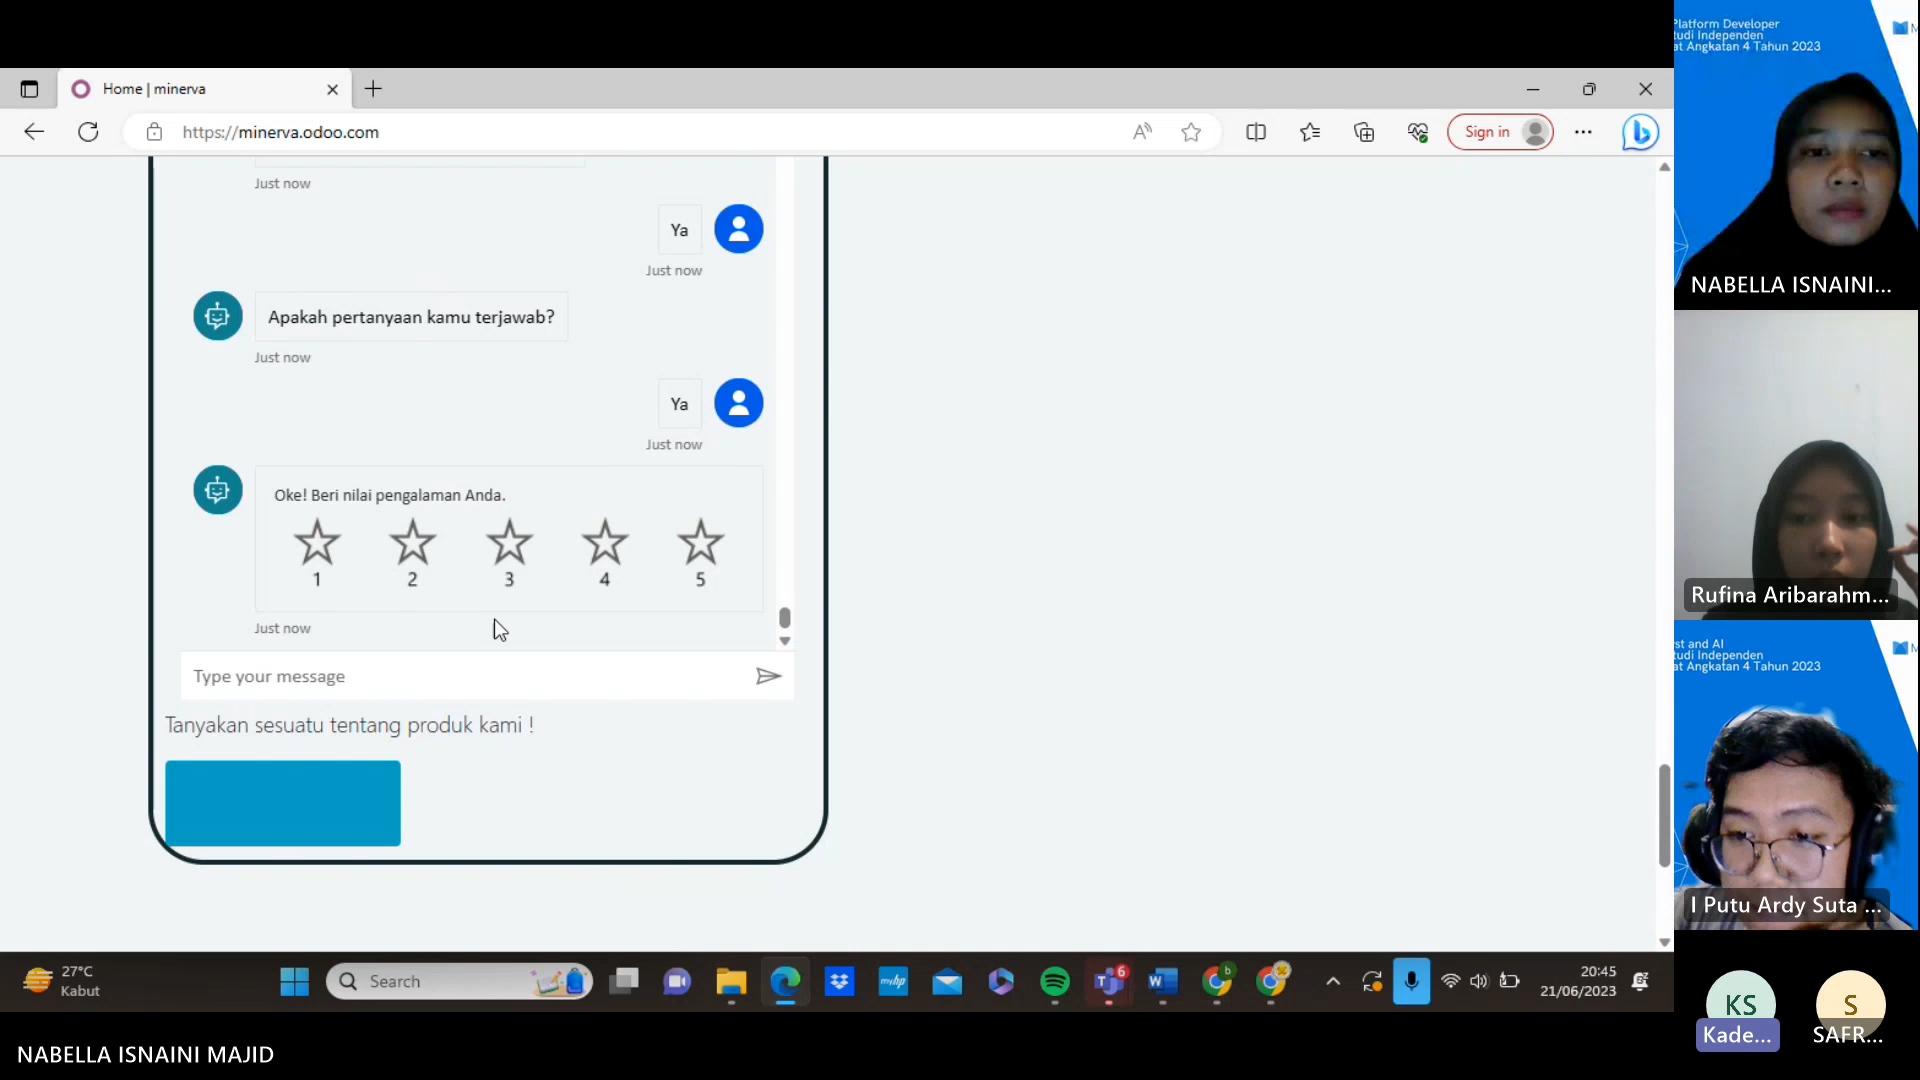 Home | minerva
https://minerva.odoo.com
Sign in
Just now
Ya
Just now
Apakah pertanyaan kamu terjawab?
Just now
Ya
Just now
Oke! Beri nilai pengalaman Anda.
1 2 3 4 5
Just now
Type your message
Tanyakan sesuatu tentang produk kami !
27°C
Kabut
Search
myhp
6
b
20:45
21/06/2023
NABELLA ISNAINI MAJID
Platform Developer
tudi Independen
at Angkatan 4 Tahun 2023
M
NABELLA ISNAINI...
Rufina Aribarahm...
st and AI
tudi Independen
at Angkatan 4 Tahun 2023
M
I Putu Ardy Suta ...
KS
Kade...
S
SAFR...